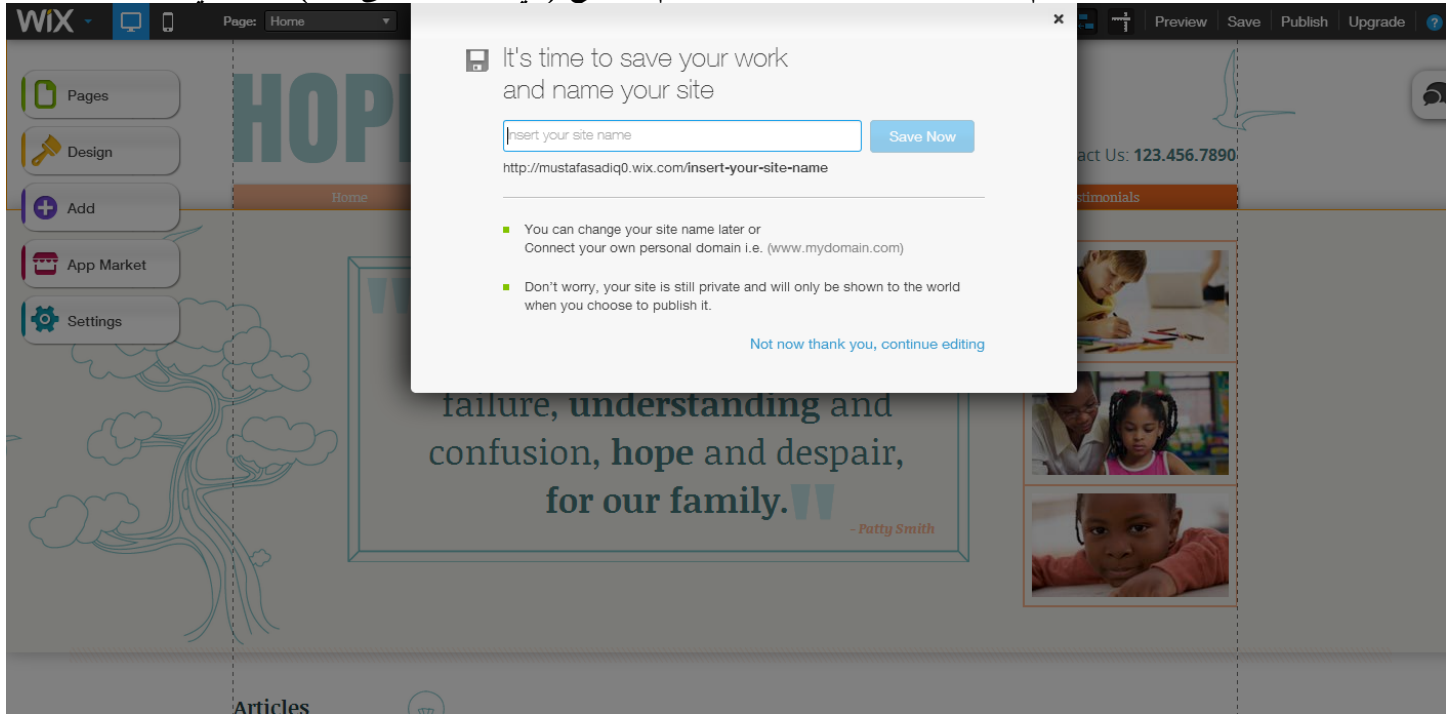 WiX
Page: Home
Preview Save Publish Upgrade ?
Pages
Design
Add
App Market
Settings
HOP
It's time to save your work
and name your site
Insert your site name
Save Now
http://mustafasadiq0.wix.com/insert-your-site-name
You can change your site name later or
Connect your own personal domain i.e. (www.mydomain.com)
Don't worry, your site is still private and will only be shown to the world
when you choose to publish it.
Not now thank you, continue editing
act Us: 123.456.7890
Home
stimonials
failure, understanding and
confusion, hope and despair,
for our family.
- Patty Smith
Articles